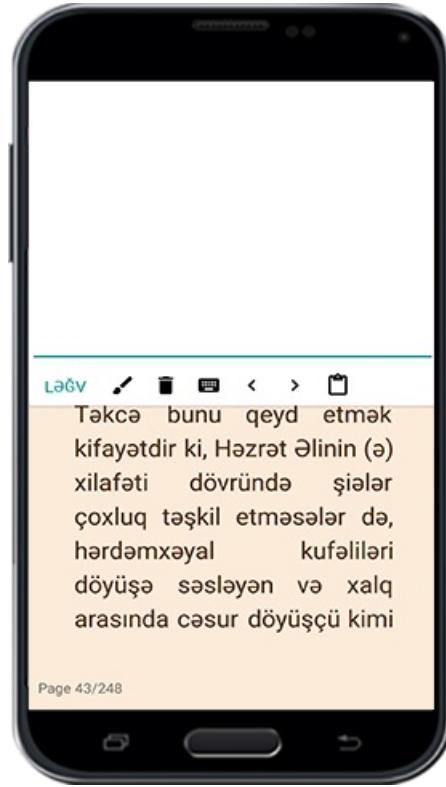 LƏĞV
Təkcə bunu qeyd etmək
kifayətdir ki, Həzrət Əlinin (ə)
xilafəti dövründə şiələr
çoxluq təşkil etməsələr də,
hərdəmxəyal kufəliləri
döyüşə səsləyən və xalq
arasında cəsur döyüşçü kimi
Page 43/248